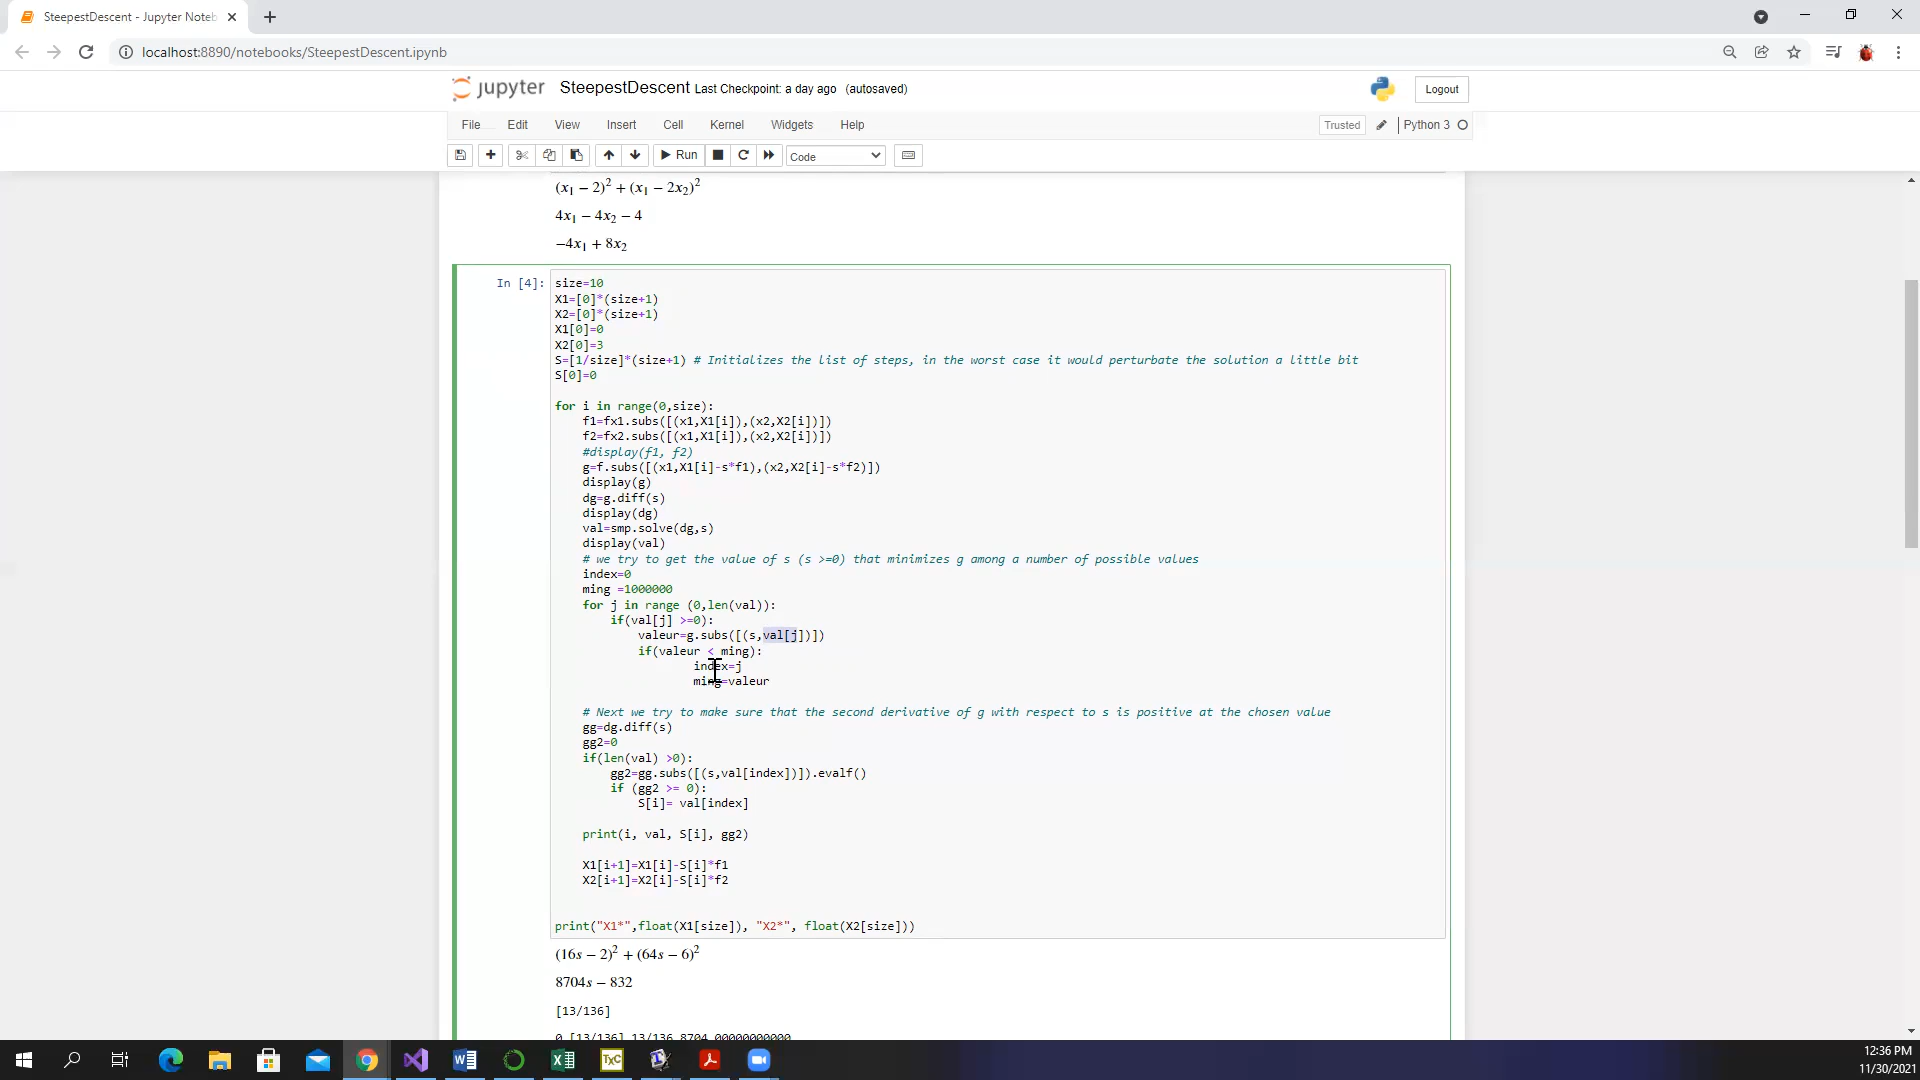 SteepestDescent - Jupyter Noteb
localhost:8890/notebooks/SteepestDescent.ipynb
jupyter SteepestDescent Last Checkpoint: a day ago (autosaved) Logout
File Edit View Insert Cell Kernel Widgets Help Trusted Python 3
Run Code
(x₁ − 2)² + (x₁ − 2x₂)²
4x₁ − 4x₂ − 4
−4x₁ + 8x₂
In [4]: size=10
X1=[0]*(size+1)
X2=[0]*(size+1)
X1[0]=0
X2[0]=3
S=[1/size]*(size+1) # Initializes the list of steps, in the worst case it would perturbate the solution a little bit
S[0]=0
for i in range(0,size):
f1=fx1.subs([(x1,X1[i]),(x2,X2[i])])
f2=fx2.subs([(x1,X1[i]),(x2,X2[i])])
#display(f1, f2)
g=f.subs([(x1,X1[i]-s*f1),(x2,X2[i]-s*f2)])
display(g)
dg=g.diff(s)
display(dg)
val=smp.solve(dg,s)
display(val)
# we try to get the value of s (s >=0) that minimizes g among a number of possible values
index=0
ming =1000000
for j in range (0,len(val)):
if(val[j] >=0):
valeur=g.subs([(s,val[j])])
if(valeur < ming):
index=j
ming=valeur
# Next we try to make sure that the second derivative of g with respect to s is positive at the chosen value
gg=dg.diff(s)
gg2=0
if(len(val) >0):
gg2=gg.subs([(s,val[index])]).evalf()
if (gg2 >= 0):
S[i]= val[index]
print(i, val, S[i], gg2)
X1[i+1]=X1[i]-S[i]*f1
X2[i+1]=X2[i]-S[i]*f2
print("X1*",float(X1[size]), "X2*", float(X2[size]))
(16s − 2)² + (64s − 6)²
8704s − 832
[13/136]
0 [13/136] 13/136 8704.00000000000
TxC
12:36 PM
11/30/2021